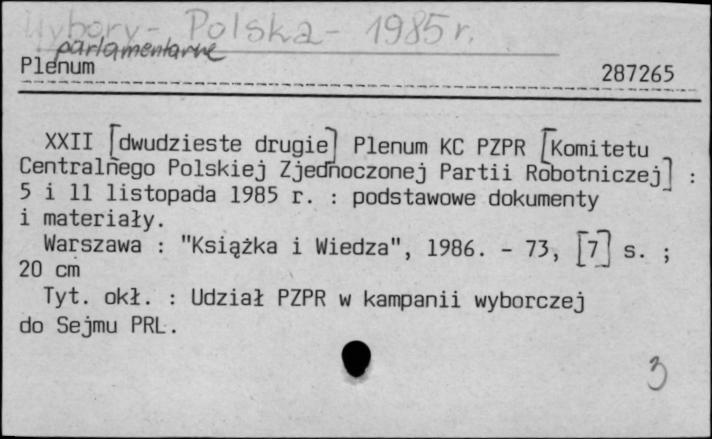 Wybory - Polska - 1985 r.
parlamentarne
Plenum 287265
XXII [dwudzieste drugie] Plenum KC PZPR [Komitetu
Centralnego Polskiej Zjednoczonej Partii Robotniczej] :
5 i 11 listopada 1985 r. : podstawowe dokumenty
i materiały.
Warszawa : "Książka i Wiedza", 1986. - 73, [7] s. ;
20 cm
Tyt. okł. : Udział PZPR w kampanii wyborczej
do Sejmu PRL.
3